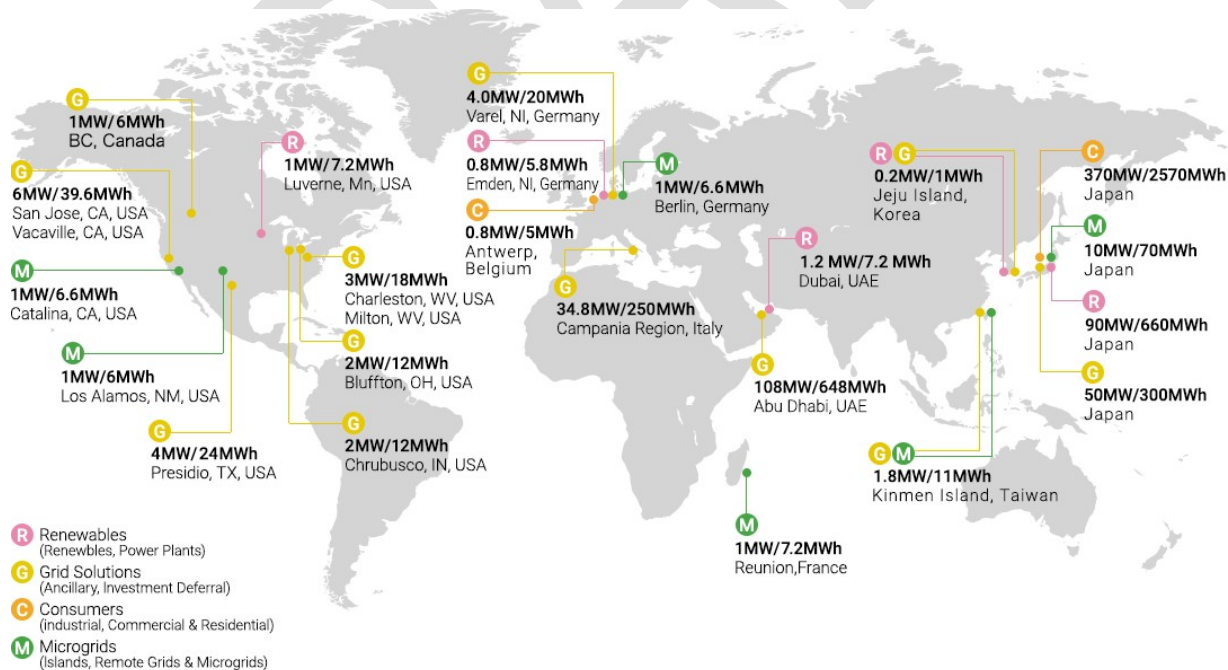 G
1MW/6MWh
BC, Canada
G
6MW/39.6MWh
San Jose, CA, USA
Vacaville, CA, USA
M
1MW/6.6MWh
Catalina, CA, USA
M
1MW/6MWh
Los Alamos, NM, USA
G
4MW/24MWh
Presidio, TX, USA
R
1MW/7.2MWh
Luverne, Mn, USA
G
3MW/18MWh
Charleston, WV, USA
Milton, WV, USA
G
2MW/12MWh
Bluffton, OH, USA
G
2MW/12MWh
Chrubusco, IN, USA
G
4.0MW/20MWh
Varel, NI, Germany
R
0.8MW/5.8MWh
Emden, NI, Germany
C
0.8MW/5MWh
Antwerp,
Belgium
M
1MW/6.6MWh
Berlin, Germany
G
34.8MW/250MWh
Campania Region, Italy
R
1.2 MW/7.2 MWh
Dubai, UAE
G
108MW/648MWh
Abu Dhabi, UAE
M
1MW/7.2MWh
Reunion,France
R G
0.2MW/1MWh
Jeju Island,
Korea
G M
1.8MW/11MWh
Kinmen Island, Taiwan
C
370MW/2570MWh
Japan
M
10MW/70MWh
Japan
R
90MW/660MWh
Japan
G
50MW/300MWh
Japan
R Renewables
(Renewbles, Power Plants)
G Grid Solutions
(Ancillary, Investment Deferral)
C Consumers
(industrial, Commercial & Residential)
M Microgrids
(Islands, Remote Grids & Microgrids)